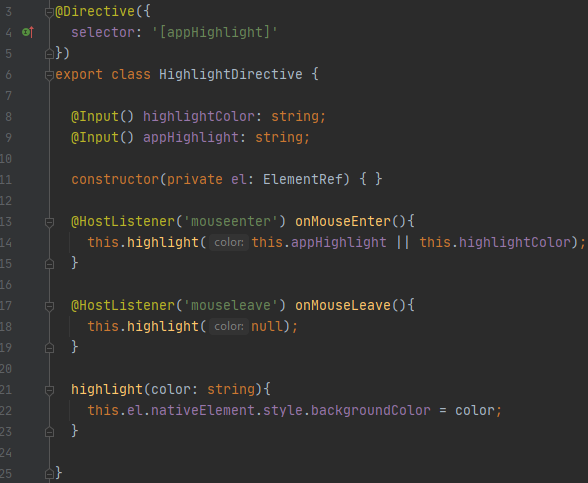 3 @Directive({
4 selector: '[appHighlight]'
5 })
6 export class HighlightDirective {
7
8 @Input() highlightColor: string;
9 @Input() appHighlight: string;
10
11 constructor(private el: ElementRef) { }
12
13 @HostListener('mouseenter') onMouseEnter(){
14 this.highlight( color: this.appHighlight || this.highlightColor);
15 }
16
17 @HostListener('mouseleave') onMouseLeave(){
18 this.highlight( color: null);
19 }
20
21 highlight(color: string){
22 this.el.nativeElement.style.backgroundColor = color;
23 }
24
25 }